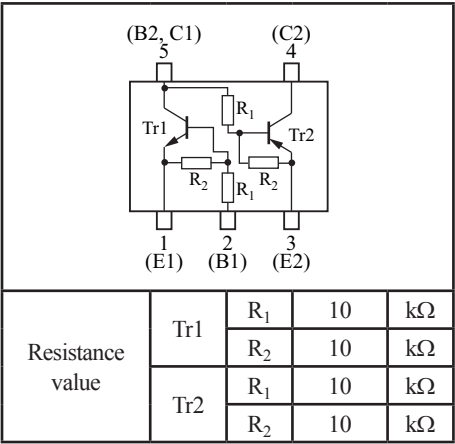 (B2, C1) (C2)
5 4
R₁
Tr1 Tr2
R₂ R₁ R₂
1 2 3
(E1) (B1) (E2)
Resistance value Tr1 R₁ 10 kΩ
R₂ 10 kΩ
Tr2 R₁ 10 kΩ
R₂ 10 kΩ